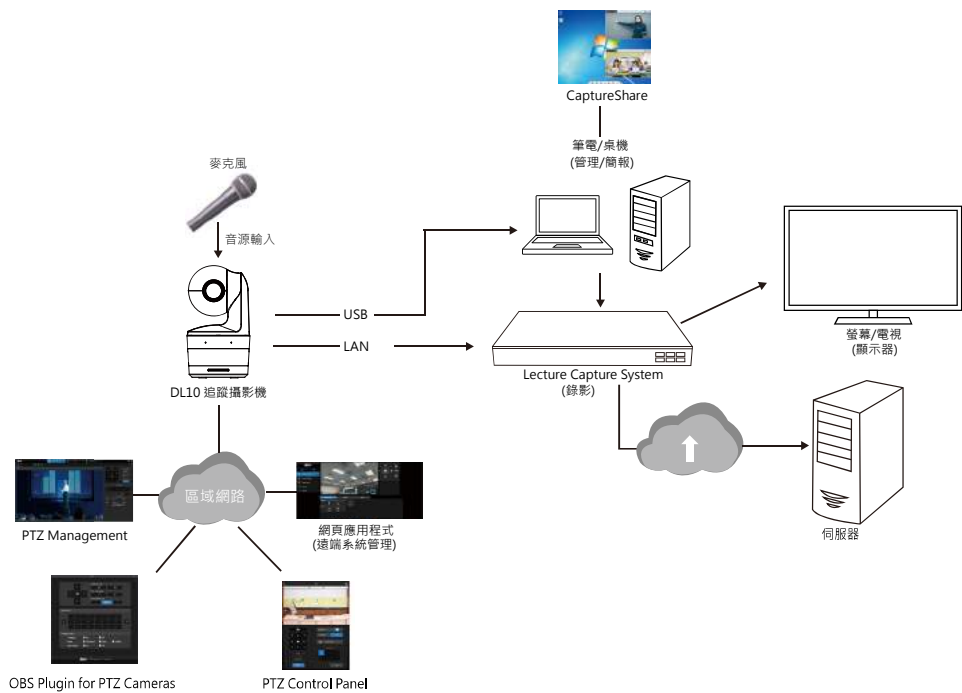 CaptureShare
筆電/桌機
(管理/簡報)
麥克風
音源輸入
USB
LAN
DL10 追蹤攝影機
Lecture Capture System
(錄影)
螢幕/電視
(顯示器)
區域網路
PTZ Management
網頁應用程式
(遠端系統管理)
伺服器
OBS Plugin for PTZ Cameras
PTZ Control Panel